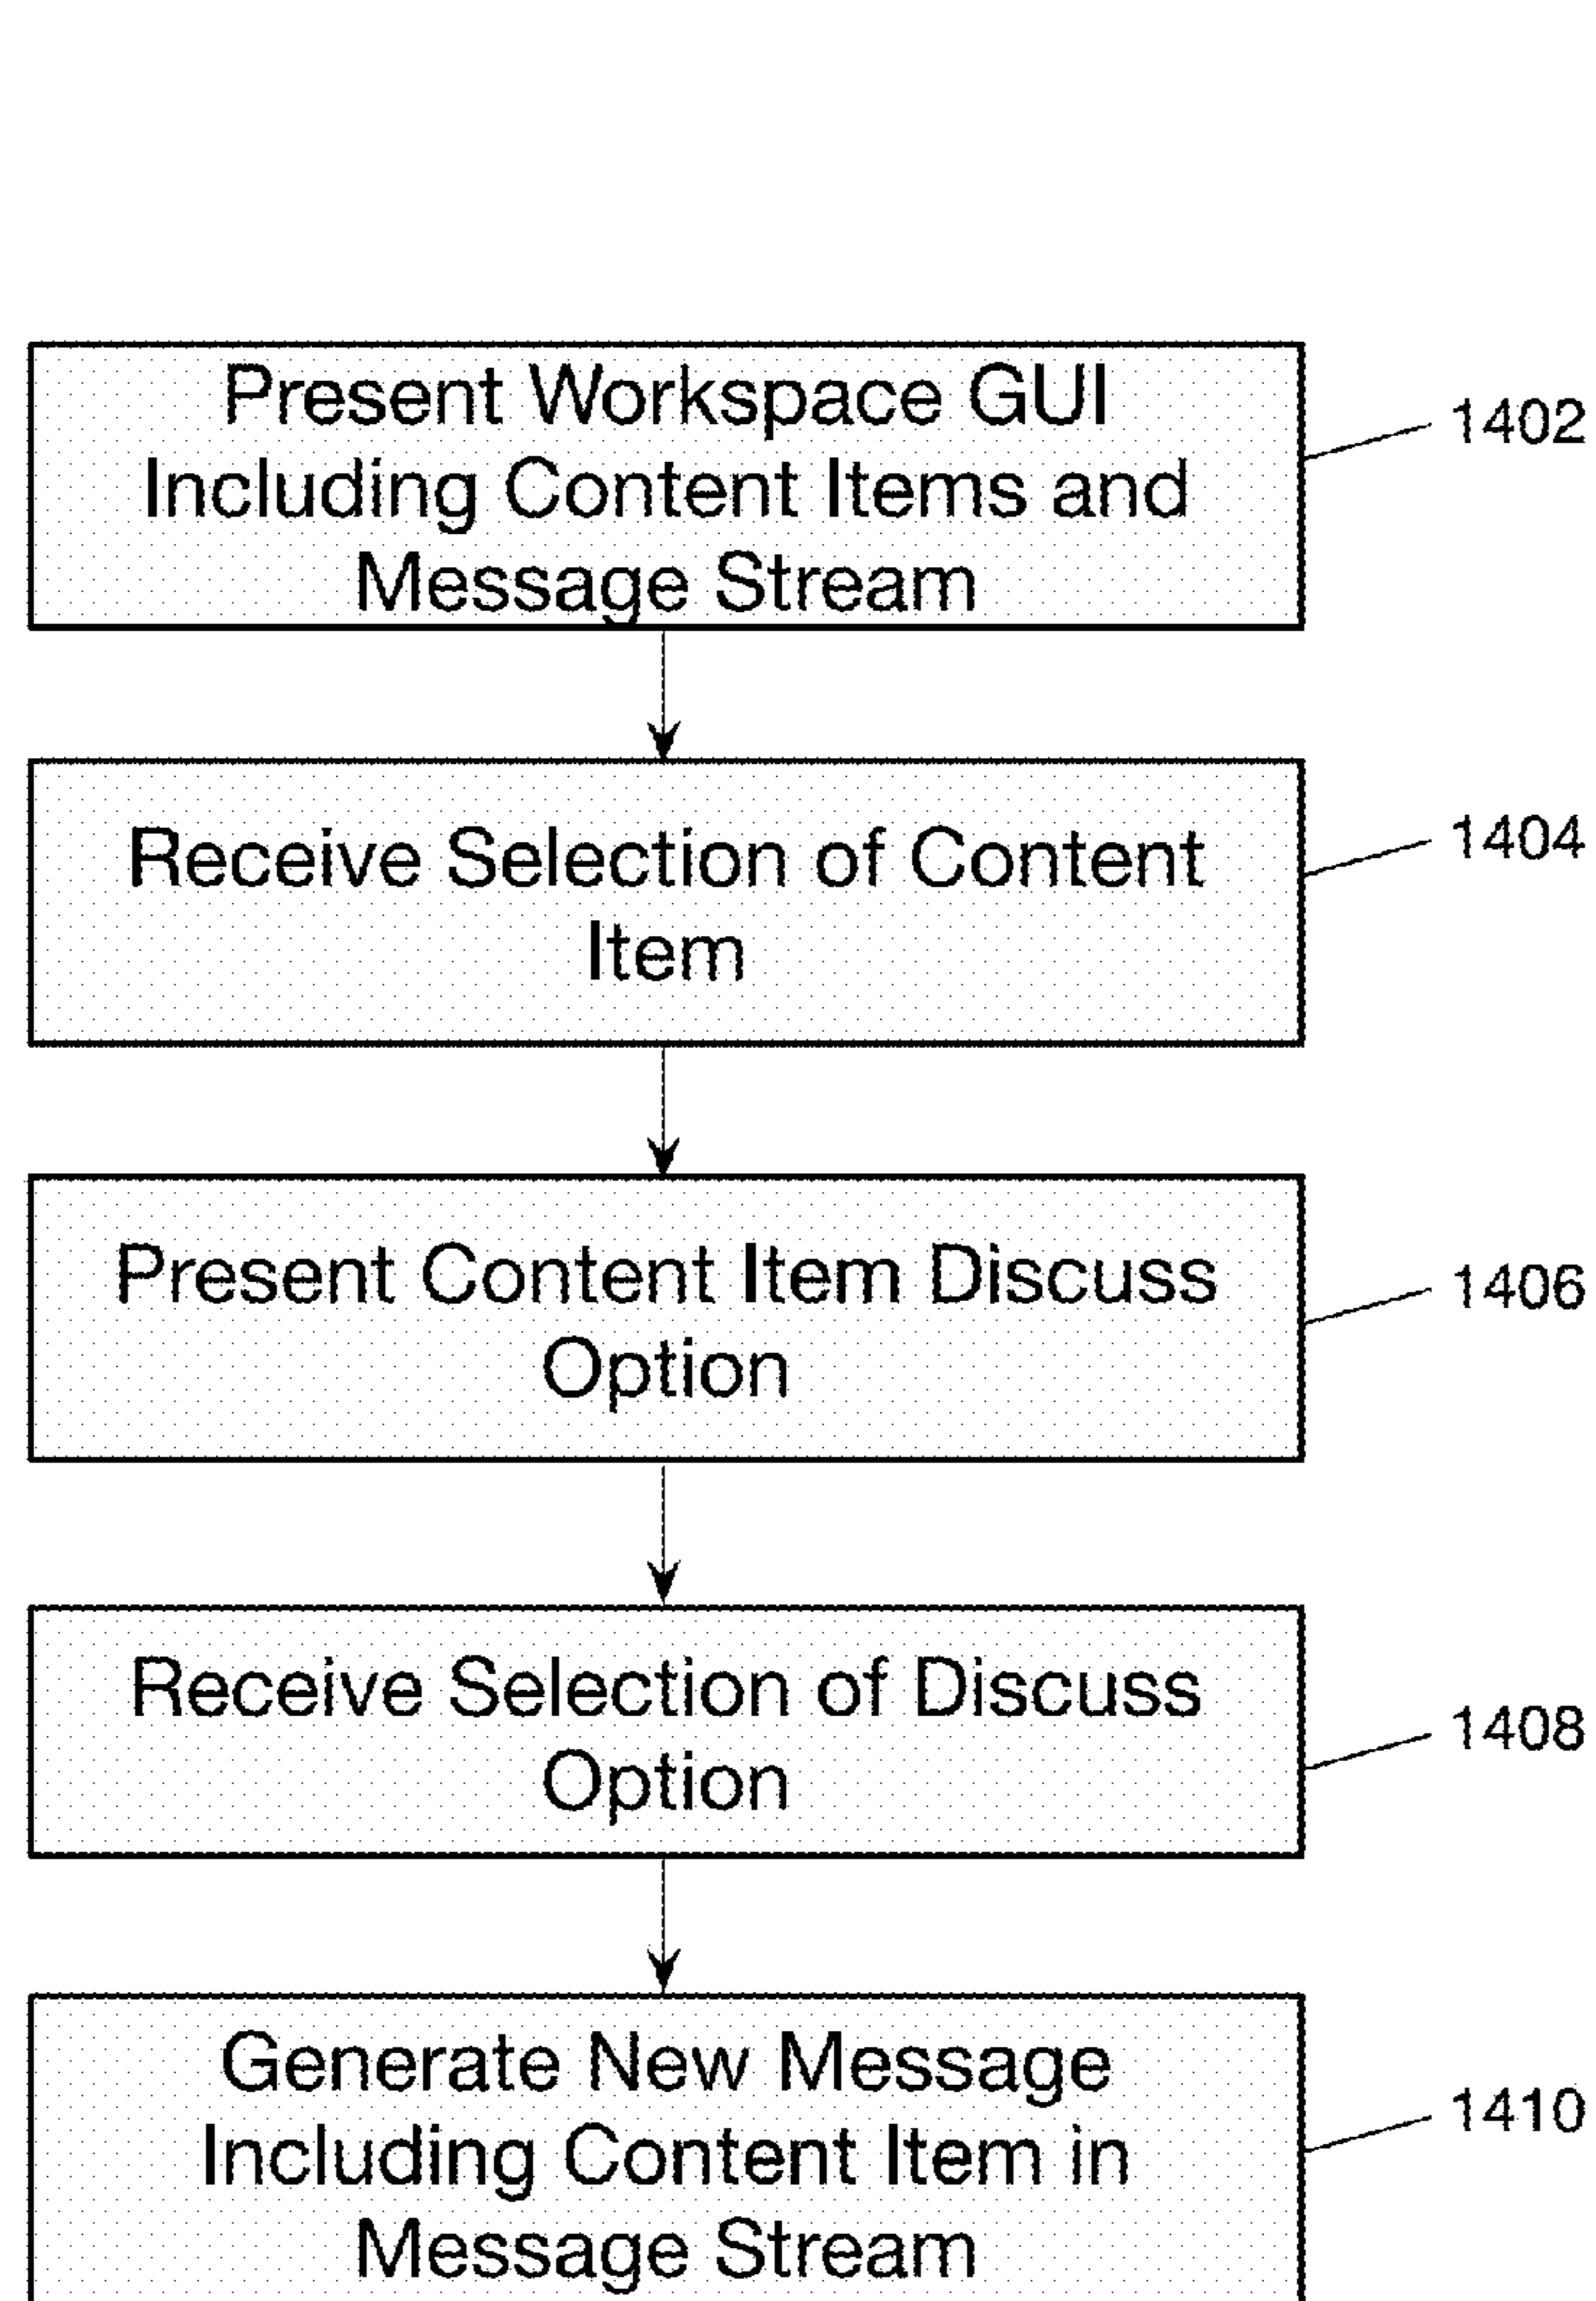 Present Workspace GUI
Including Content Items and
Message Stream
1402
Receive Selection of Content
Item
1404
Present Content Item Discuss
Option
1406
Receive Selection of Discuss
Option
1408
Generate New Message
Including Content Item in
Message Stream
1410